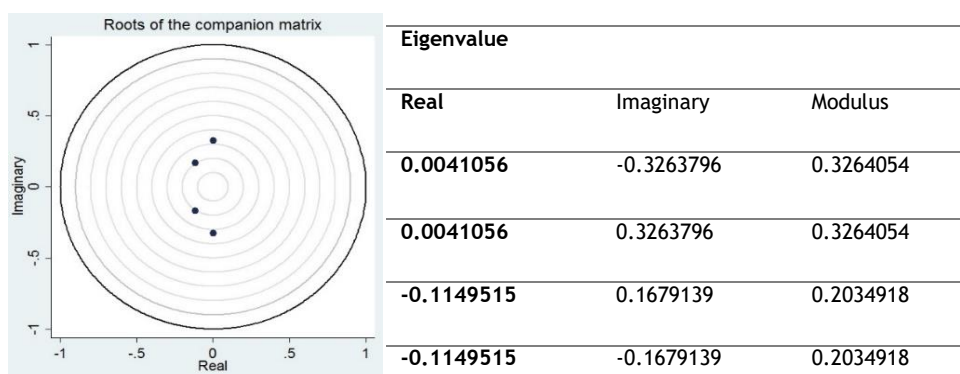 Roots of the companion matrix
1
.5
0
-.5
-1
Imaginary
-1 -.5 0 .5 1
Real
Eigenvalue
Real Imaginary Modulus
0.0041056 -0.3263796 0.3264054
0.0041056 0.3263796 0.3264054
-0.1149515 0.1679139 0.2034918
-0.1149515 -0.1679139 0.2034918